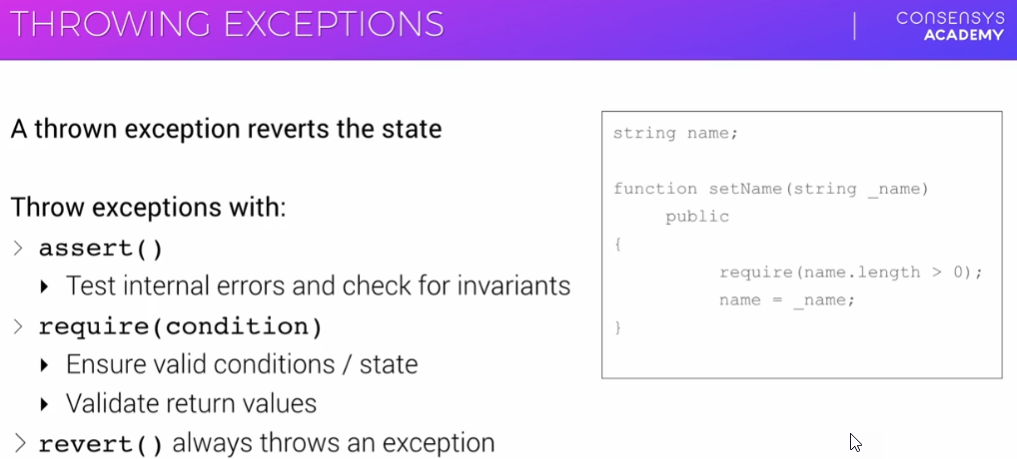 THROWING EXCEPTIONS
CONSENSYS
ACADEMY
A thrown exception reverts the state
Throw exceptions with:
> assert()
‣ Test internal errors and check for invariants
> require(condition)
‣ Ensure valid conditions / state
‣ Validate return values
> revert() always throws an exception
string name;
function setName(string _name)
public
{
require(name.length > 0);
name = _name;
}